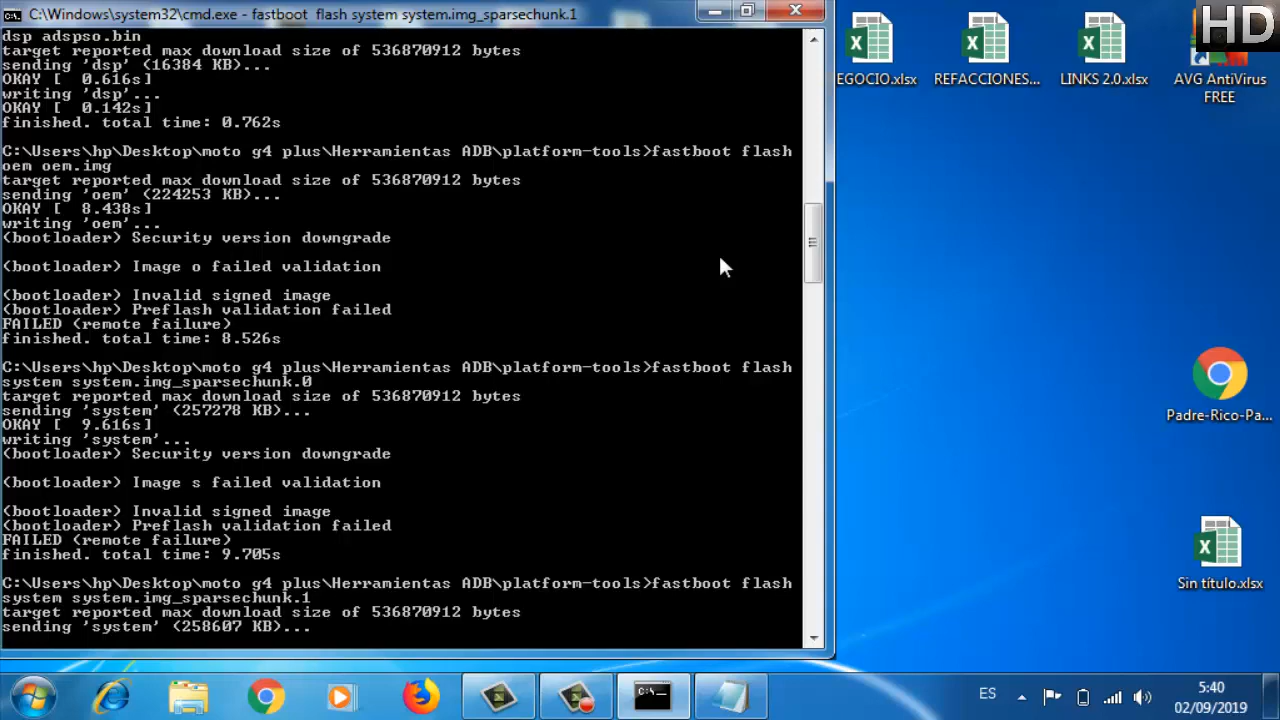 C:\Windows\system32\cmd.exe - fastboot flash system system.img_sparsechunk.1
dsp adspso.bin
target reported max download size of 536870912 bytes
sending 'dsp' (16384 KB)...
OKAY [  0.616s]
writing 'dsp'...
OKAY [  0.142s]
finished. total time: 0.762s
C:\Users\hp\Desktop\moto g4 plus\Herramientas ADB\platform-tools>fastboot flash
oem oem.img
target reported max download size of 536870912 bytes
sending 'oem' (224253 KB)...
OKAY [  8.438s]
writing 'oem'...
(bootloader) Security version downgrade
(bootloader) Image o failed validation
(bootloader) Invalid signed image
(bootloader) Preflash validation failed
FAILED (remote failure)
finished. total time: 8.526s
C:\Users\hp\Desktop\moto g4 plus\Herramientas ADB\platform-tools>fastboot flash
system system.img_sparsechunk.0
target reported max download size of 536870912 bytes
sending 'system' (257278 KB)...
OKAY [  9.616s]
writing 'system'...
(bootloader) Security version downgrade
(bootloader) Image s failed validation
(bootloader) Invalid signed image
(bootloader) Preflash validation failed
FAILED (remote failure)
finished. total time: 9.705s
C:\Users\hp\Desktop\moto g4 plus\Herramientas ADB\platform-tools>fastboot flash
system system.img_sparsechunk.1
target reported max download size of 536870912 bytes
sending 'system' (258607 KB)...
HD
EGOCIO.xlsx
REFACCIONES...
LINKS 2.0.xlsx
AVG AntiVirus
FREE
Padre-Rico-Pa...
Sin título.xlsx
C:\_
ES
5:40
02/09/2019